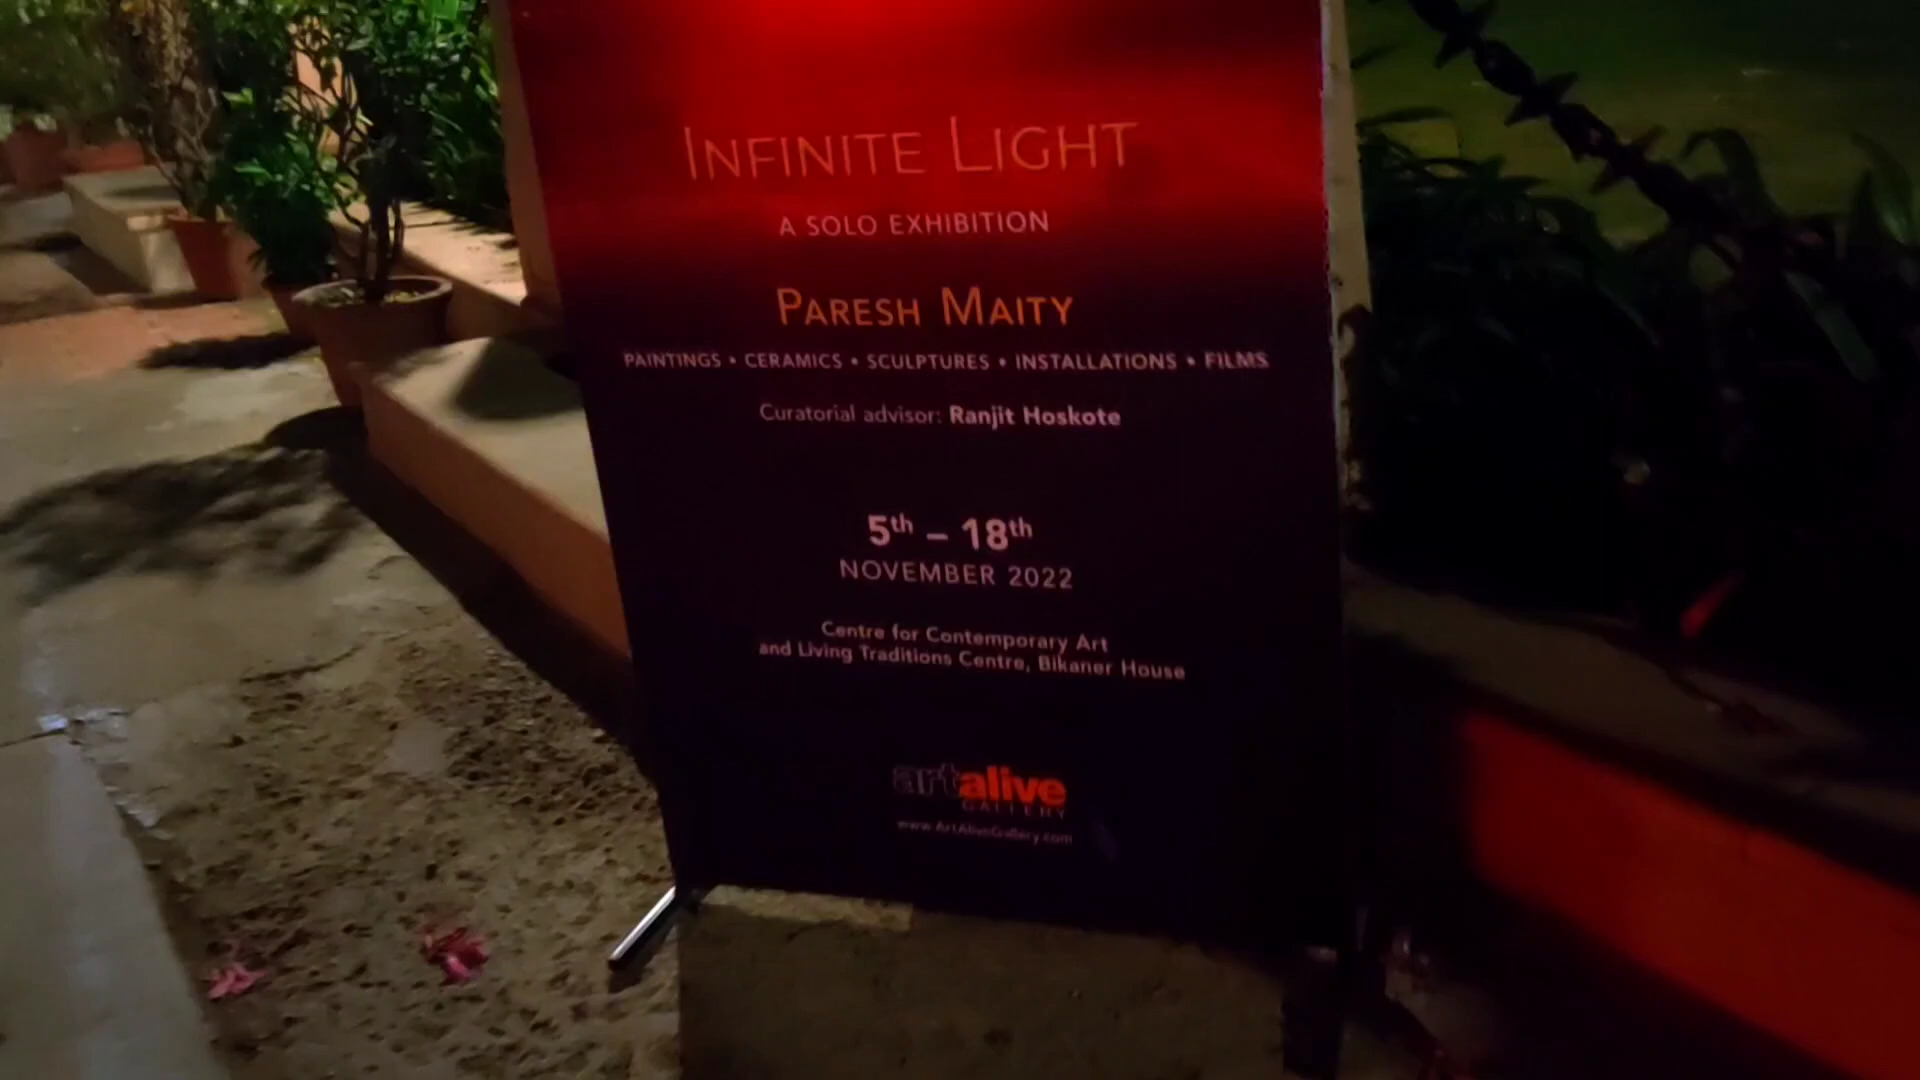 INFINITE LIGHT
A SOLO EXHIBITION
PARESH MAITY
PAINTINGS • CERAMICS • SCULPTURES • INSTALLATIONS • FILMS
Curatorial advisor: Ranjit Hoskote
5th – 18th
NOVEMBER 2022
Centre for Contemporary Art
and Living Traditions Centre, Bikaner House
artalive
GALLERY
www.ArtAliveGallery.com